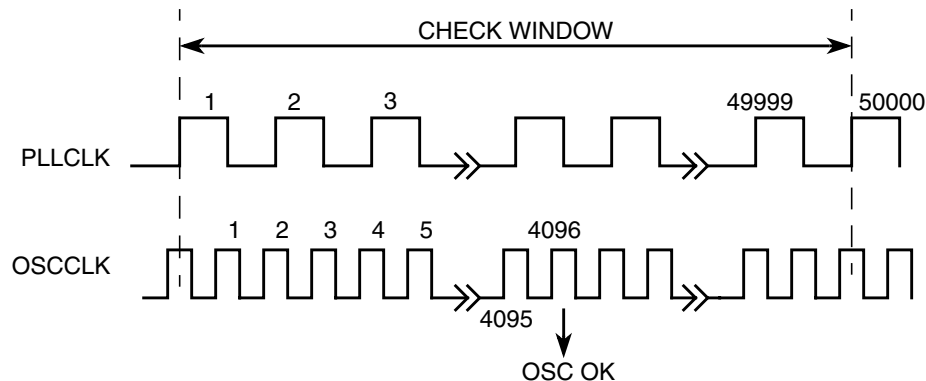 CHECK WINDOW
1 2 3 49999 50000
PLLCLK
1 2 3 4 5 4096
OSCCLK
4095
OSC OK